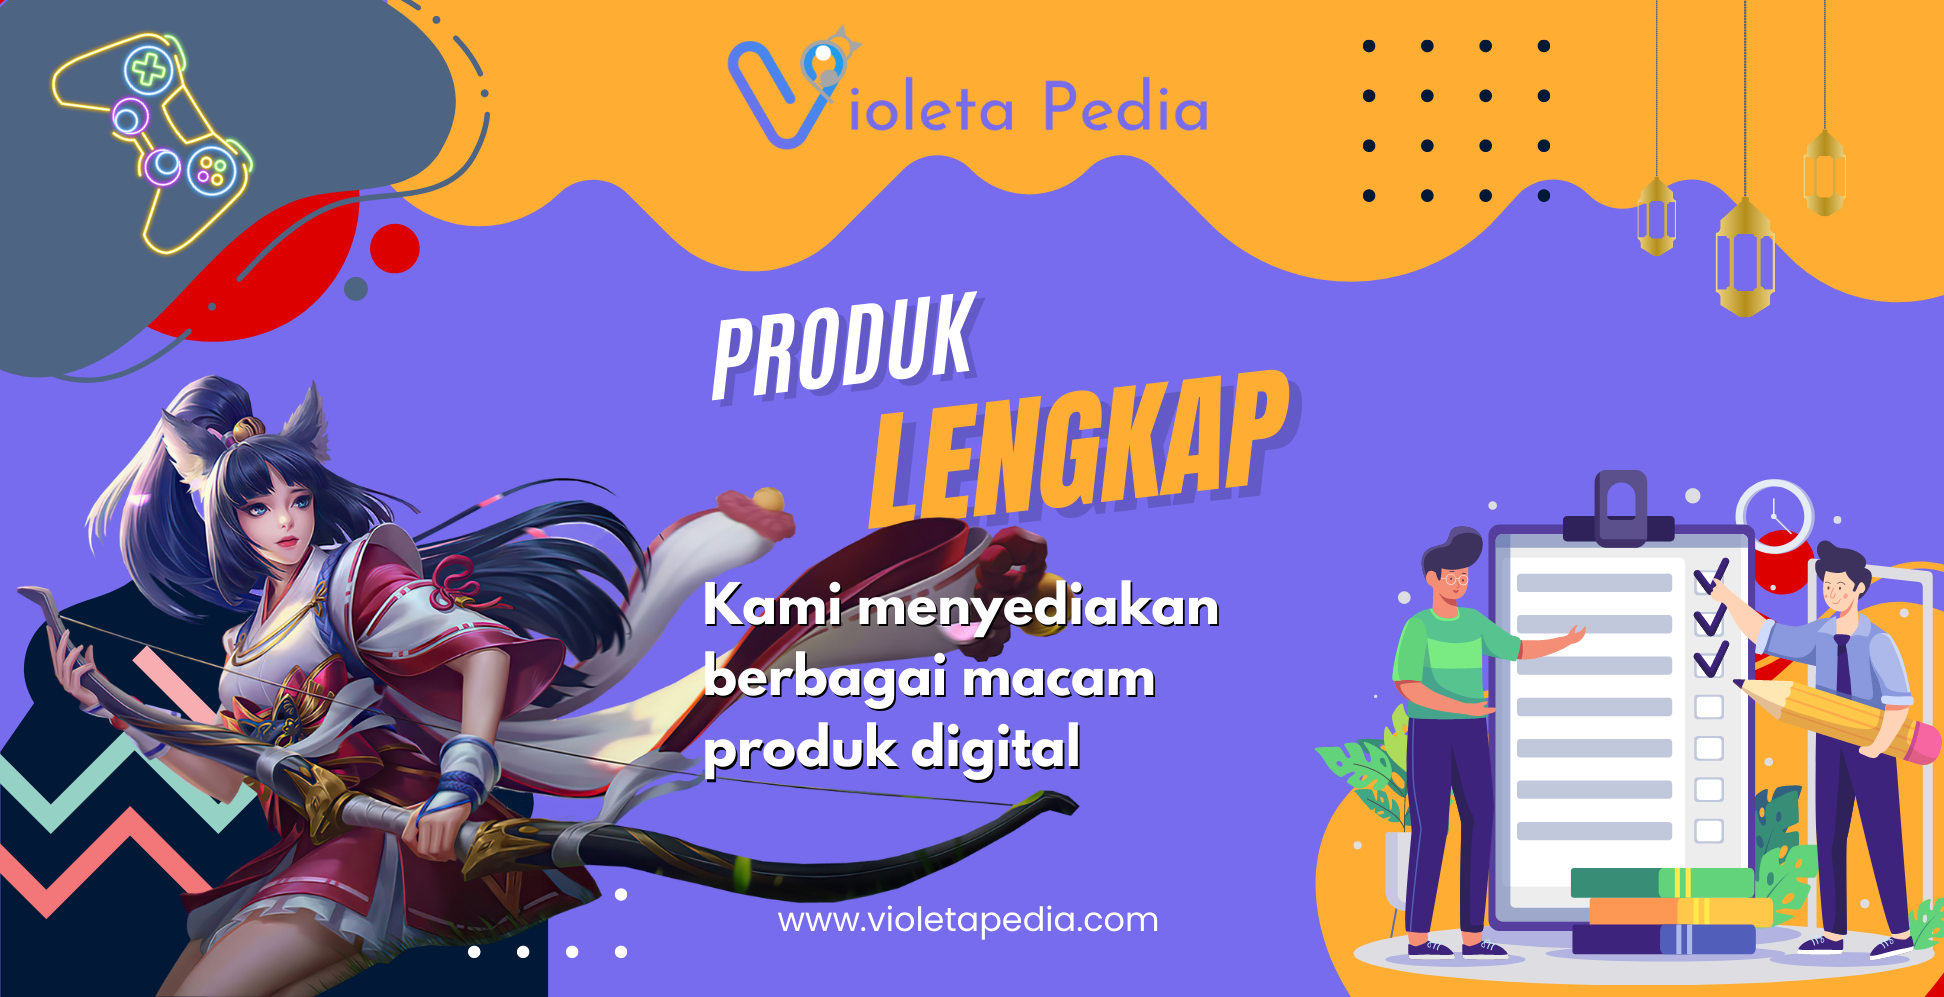 Violeta Pedia
PRODUK
LENGKAP
Kami menyediakan
berbagai macam
produk digital
www.violetapedia.com